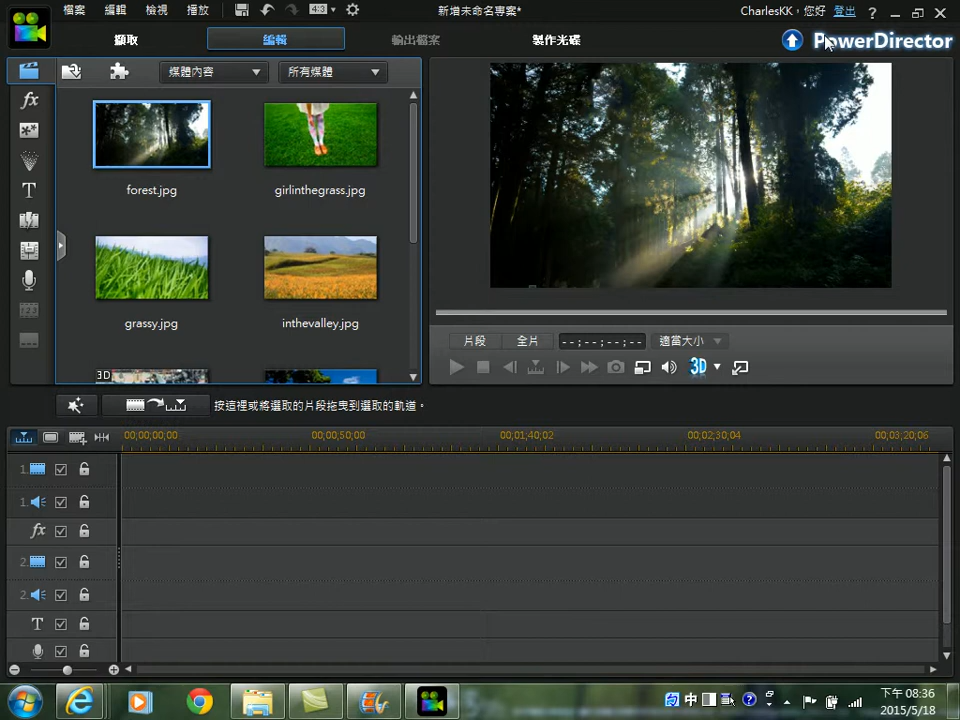 檔案 編輯 檢視 播放 4:3 新增未命名專案* CharlesKK，您好 登出 ?
擷取 編輯 輸出檔案 製作光碟 PowerDirector
媒體內容 所有媒體
fx
forest.jpg girlinthegrass.jpg
T
grassy.jpg inthevalley.jpg
片段 全片 --;--;--;-- 適當大小
3D
3D
按這裡或將選取的片段拖曳到選取的軌道。
00;00;00;00 00;00;50;00 00;01;40;02 00;02;30;04 00;03;20;06
1.
1.
fx
2.
2.
T
中 ? 下午 08:36
2015/5/18